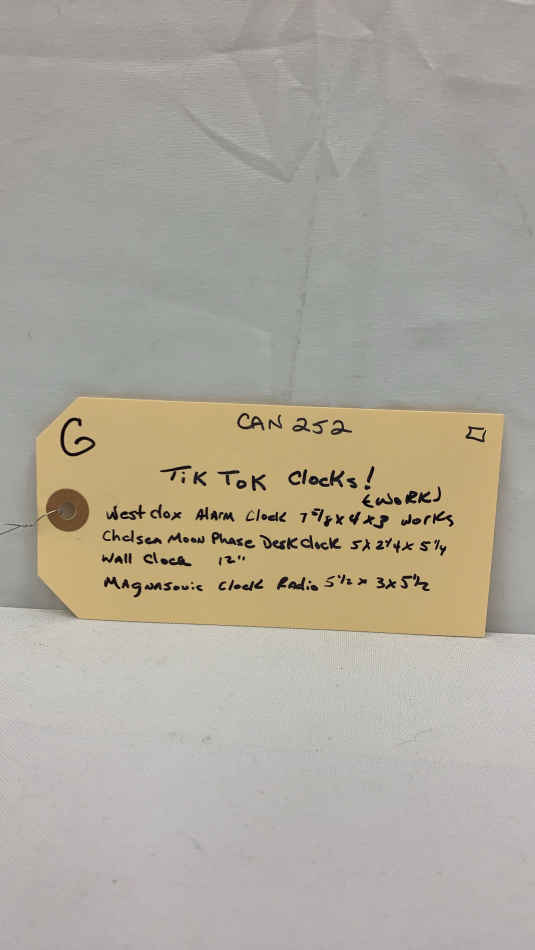 G
CAN 252
TiK ToK Clocks!
(WORK)
Westclox Alarm Clock 7 5/8 x 4 x 3 works
Chelsea Moon Phase Desk Clock 5 x 2 1/4 x 5 1/4
Wall Clock 12"
MAgnasonic Clock Radio 5 1/2 x 3 x 5 1/2